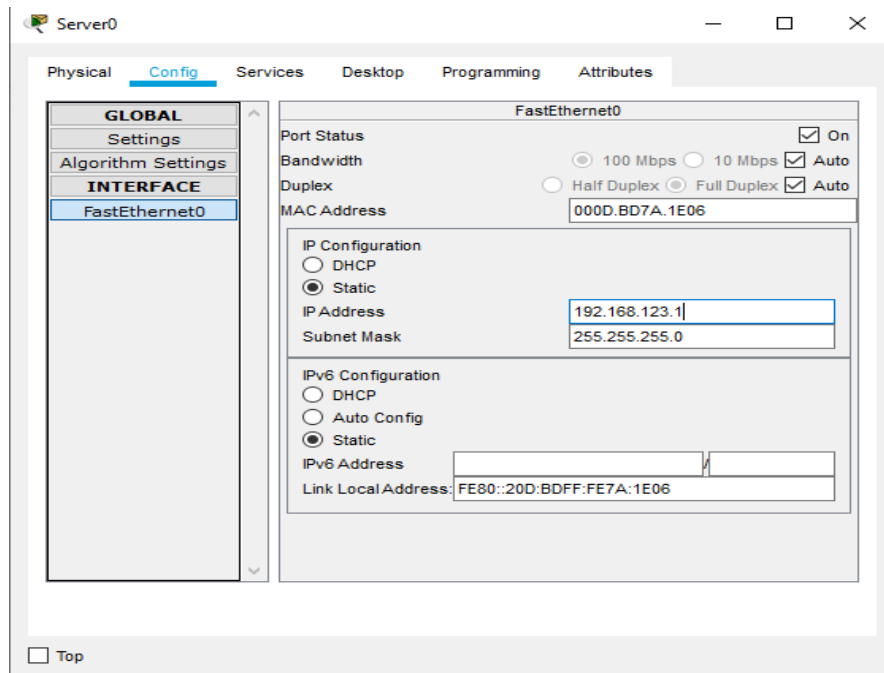 Server0
Physical Config Services Desktop Programming Attributes
GLOBAL
Settings
Algorithm Settings
INTERFACE
FastEthernet0
FastEthernet0
Port Status On
Bandwidth 100 Mbps 10 Mbps Auto
Duplex Half Duplex Full Duplex Auto
MAC Address 000D.BD7A.1E06
IP Configuration
DHCP
Static
IP Address 192.168.123.1
Subnet Mask 255.255.255.0
IPv6 Configuration
DHCP
Auto Config
Static
IPv6 Address /
Link Local Address: FE80::20D:BDFF:FE7A:1E06
Top